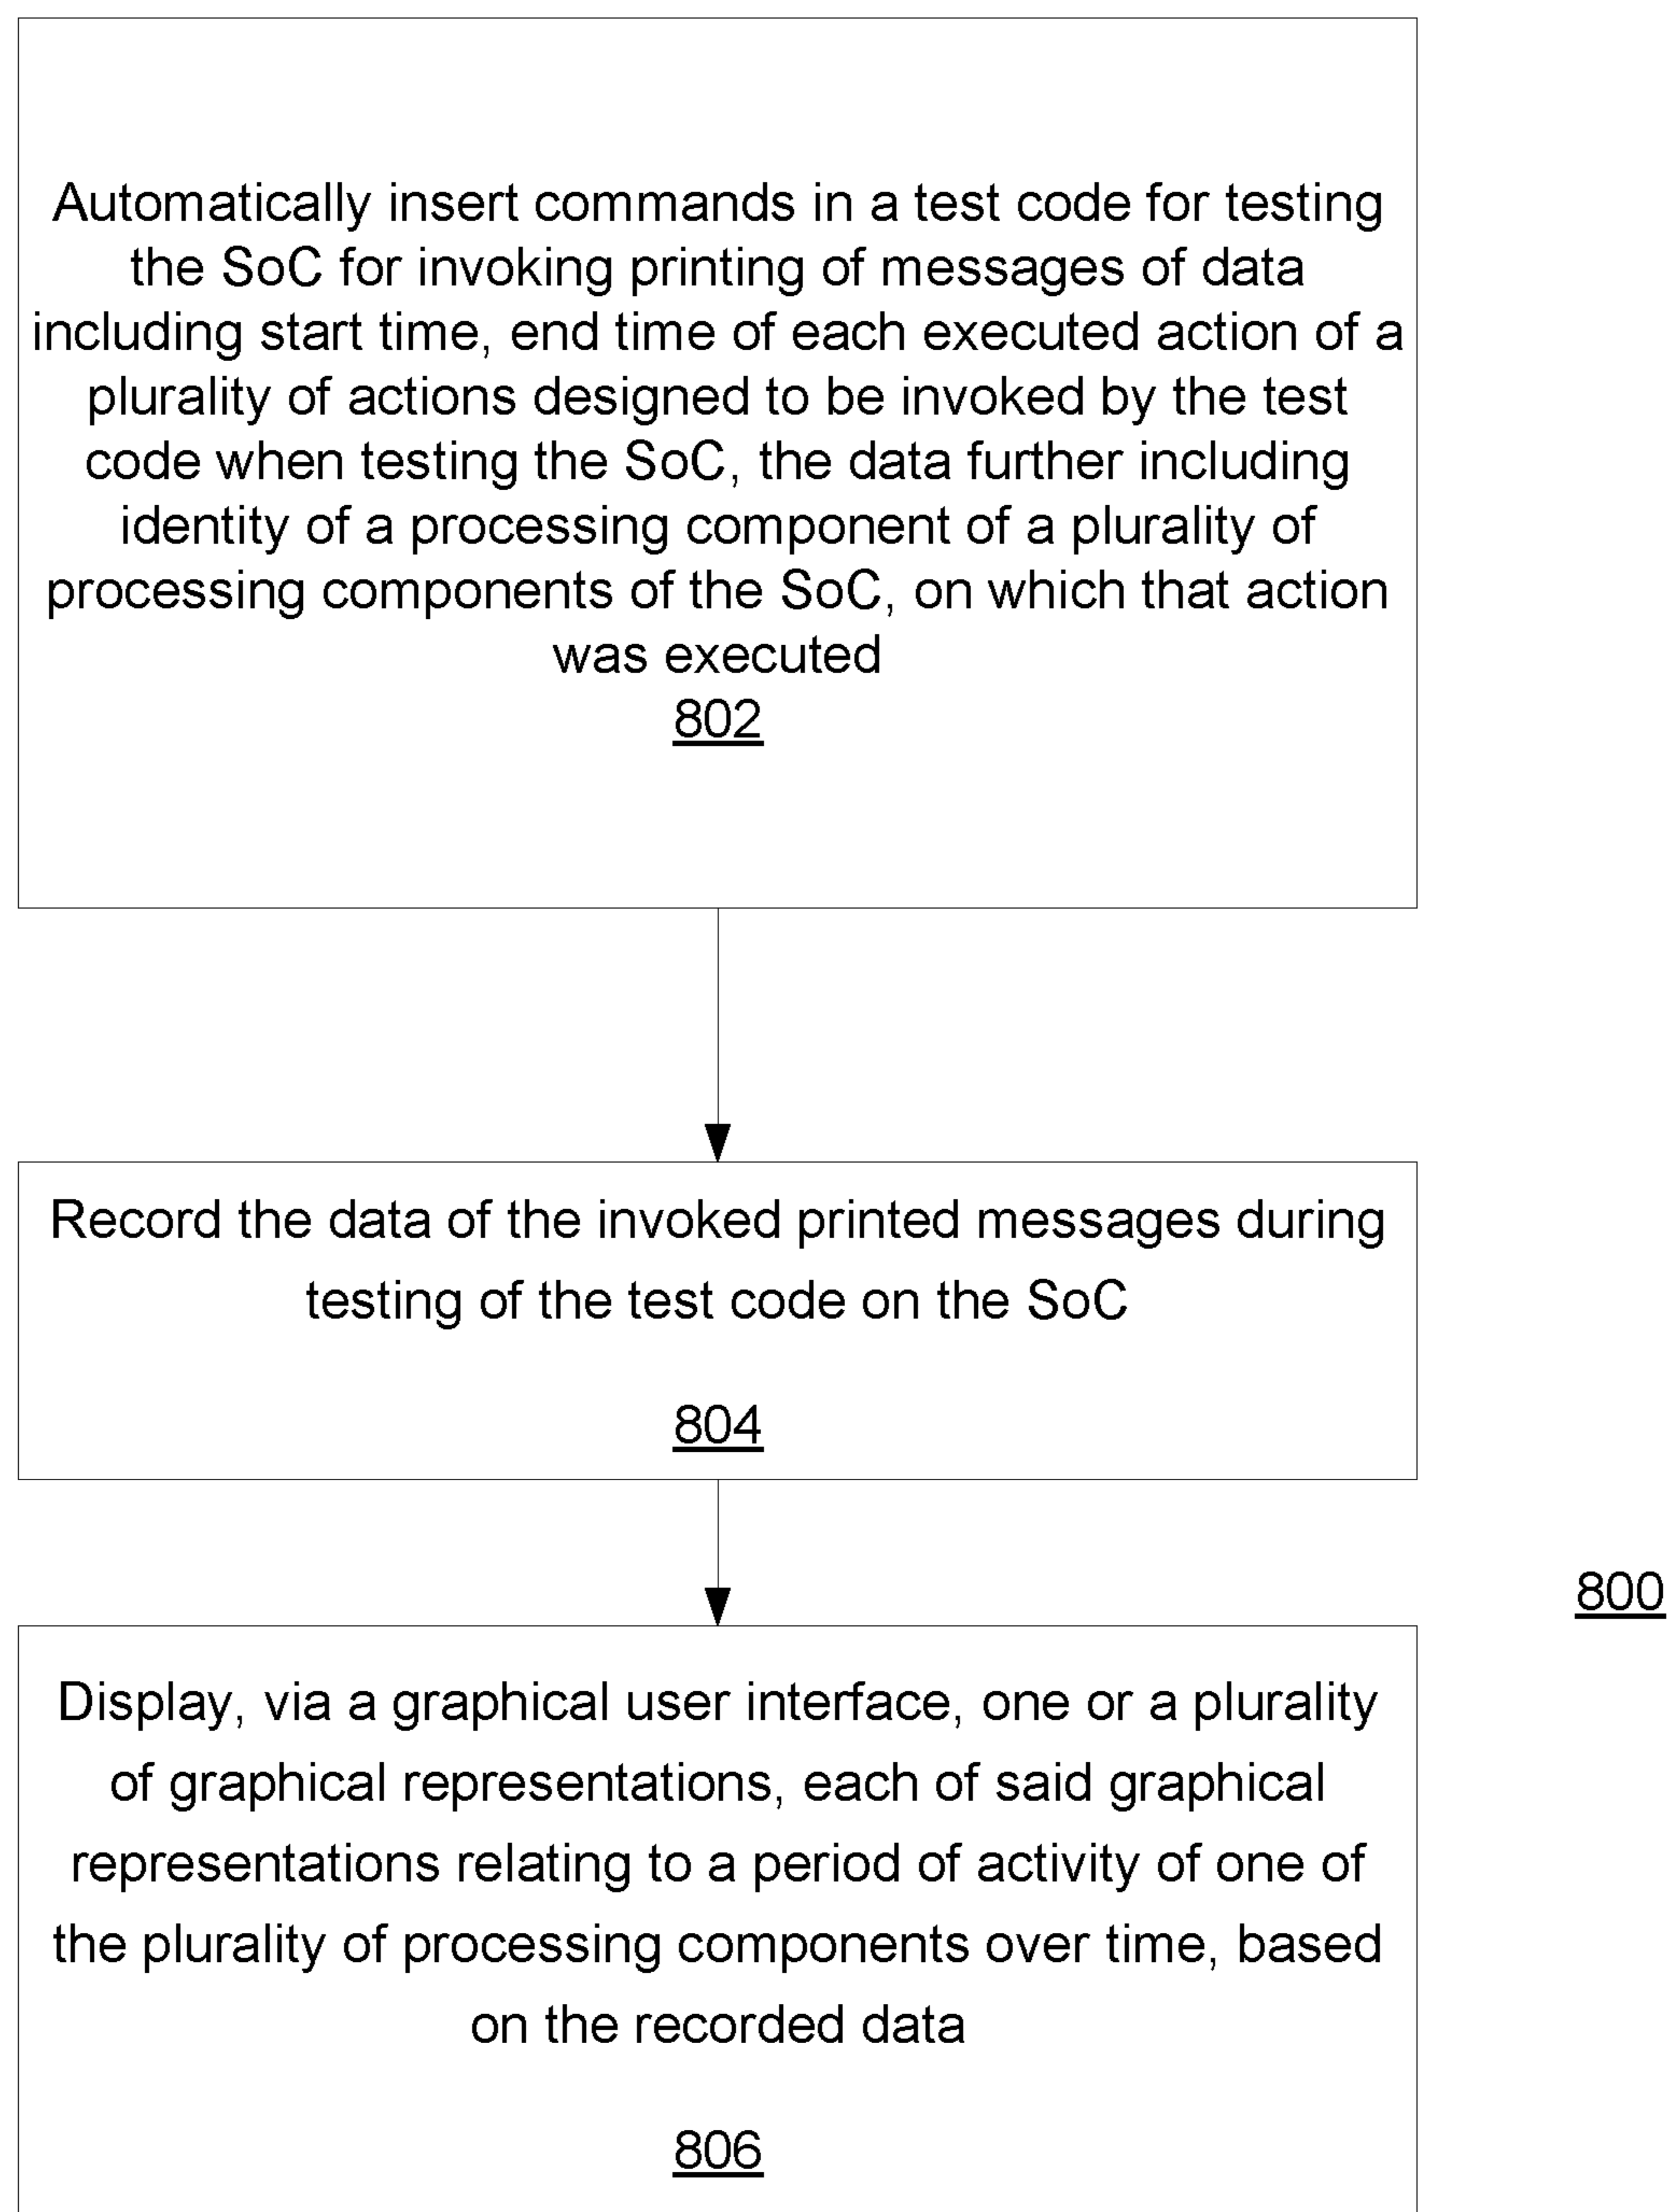 Automatically insert commands in a test code for testing
the SoC for invoking printing of messages of data
including start time, end time of each executed action of a
plurality of actions designed to be invoked by the test
code when testing the SoC, the data further including
identity of a processing component of a plurality of
processing components of the SoC, on which that action
was executed
802
Record the data of the invoked printed messages during
testing of the test code on the SoC
804
800
Display, via a graphical user interface, one or a plurality
of graphical representations, each of said graphical
representations relating to a period of activity of one of
the plurality of processing components over time, based
on the recorded data
806